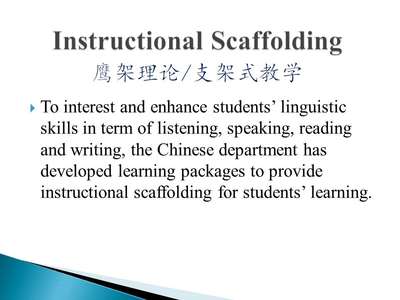 Instructional Scaffolding
鹰架理论/支架式教学
To interest and enhance students’ linguistic
skills in term of listening, speaking, reading
and writing, the Chinese department has
developed learning packages to provide
instructional scaffolding for students’ learning.